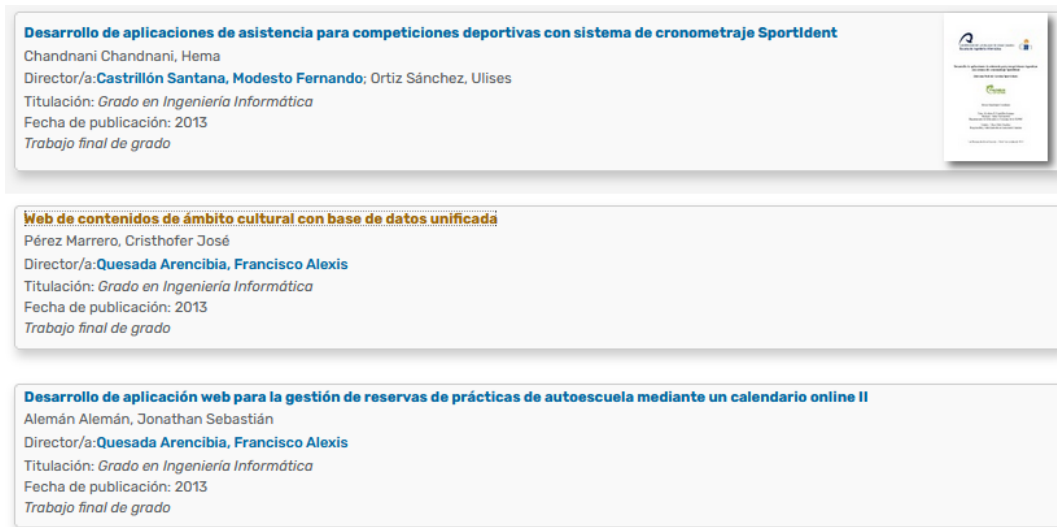 Desarrollo de aplicaciones de asistencia para competiciones deportivas con sistema de cronometraje SportIdent
Chandnani Chandnani, Hema
Director/a:Castrillón Santana, Modesto Fernando; Ortiz Sánchez, Ulises
Titulación: Grado en Ingeniería Informática
Fecha de publicación: 2013
Trabajo final de grado
Web de contenidos de ámbito cultural con base de datos unificada
Pérez Marrero, Cristhofer José
Director/a:Quesada Arencibia, Francisco Alexis
Titulación: Grado en Ingeniería Informática
Fecha de publicación: 2013
Trabajo final de grado
Desarrollo de aplicación web para la gestión de reservas de prácticas de autoescuela mediante un calendario online II
Alemán Alemán, Jonathan Sebastián
Director/a:Quesada Arencibia, Francisco Alexis
Titulación: Grado en Ingeniería Informática
Fecha de publicación: 2013
Trabajo final de grado